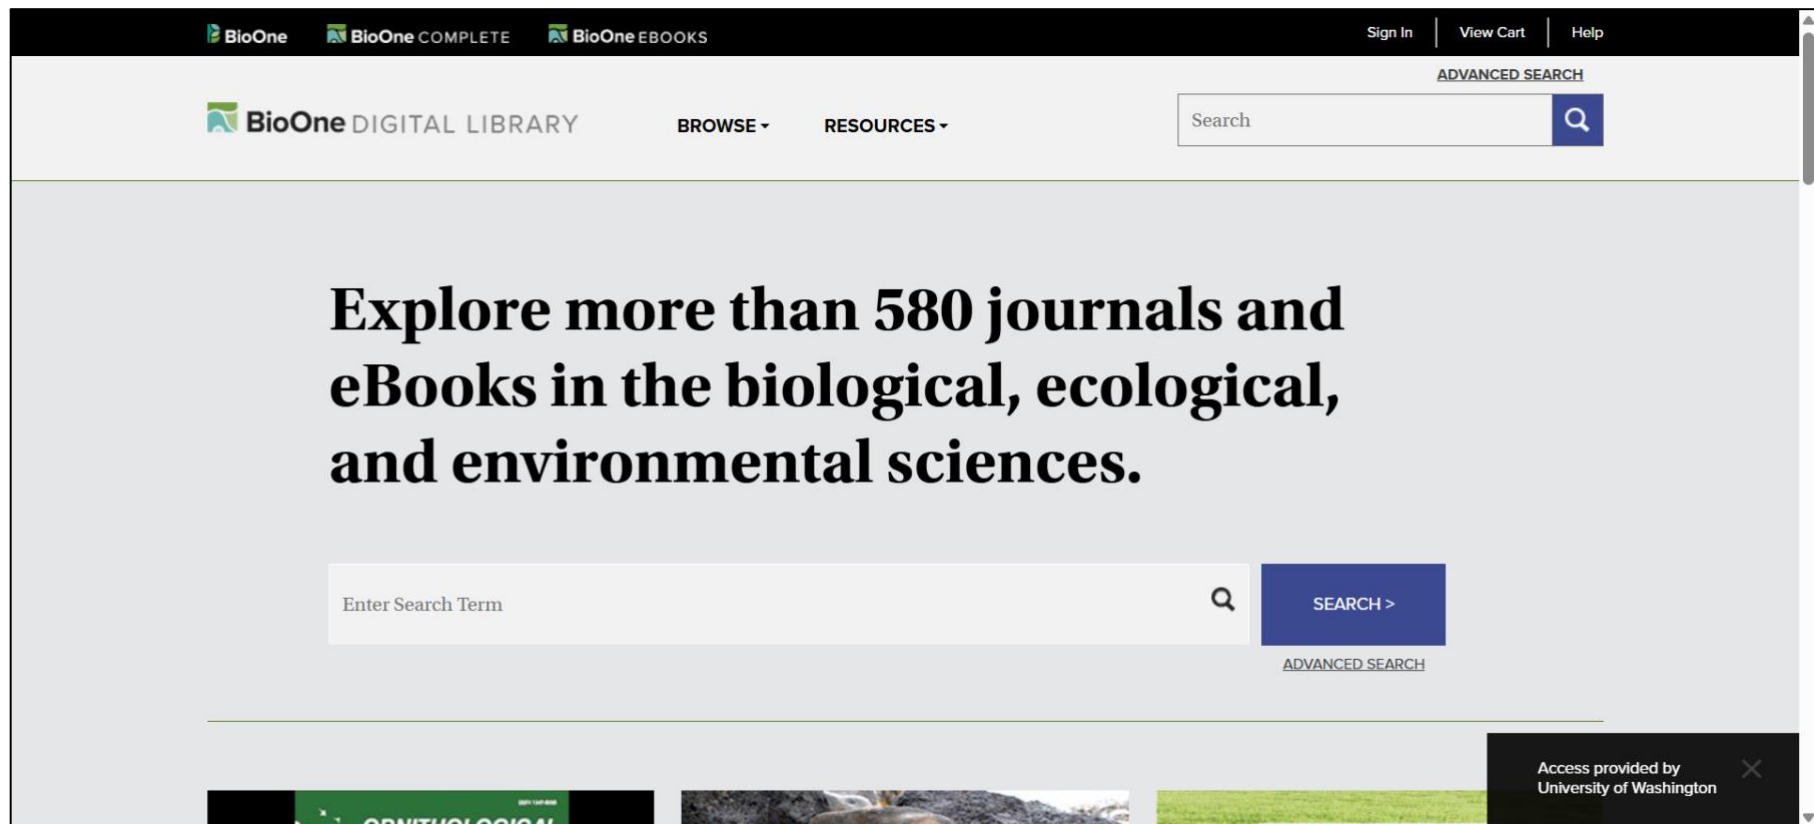 BioOne BioOne COMPLETE BioOne EBOOKS Sign In View Cart Help
ADVANCED SEARCH
BioOne DIGITAL LIBRARY BROWSE RESOURCES Search
Explore more than 580 journals and
eBooks in the biological, ecological,
and environmental sciences.
Enter Search Term SEARCH >
ADVANCED SEARCH
Access provided by
University of Washington
ORNITHOLOGICAL